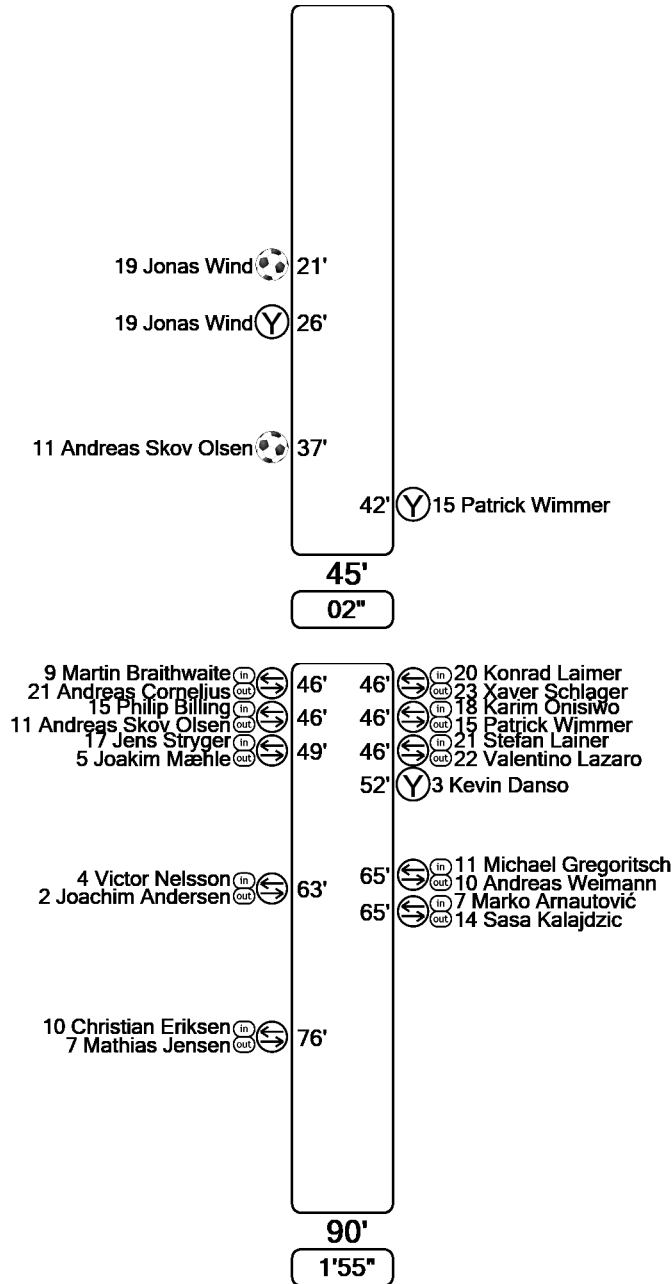 19 Jonas Wind 21'
19 Jonas Wind Y 26'
11 Andreas Skov Olsen 37'
42' Y 15 Patrick Wimmer
45'
02"
9 Martin Braithwaite in 46' 46' in 20 Konrad Laimer
21 Andreas Cornelius out out 23 Xaver Schlager
15 Philip Billing in 46' 46' in 18 Karim Onisiwo
11 Andreas Skov Olsen out out 15 Patrick Wimmer
17 Jens Stryger in 49' 46' in 21 Stefan Lainer
5 Joakim Mæhle out out 22 Valentino Lazaro
52' Y 3 Kevin Danso
65' in 11 Michael Gregoritsch
out 10 Andreas Weimann
4 Victor Nelsson in 63'
2 Joachim Andersen out
65' in 7 Marko Arnautović
out 14 Sasa Kalajdzic
10 Christian Eriksen in 76'
7 Mathias Jensen out
90'
1'55"